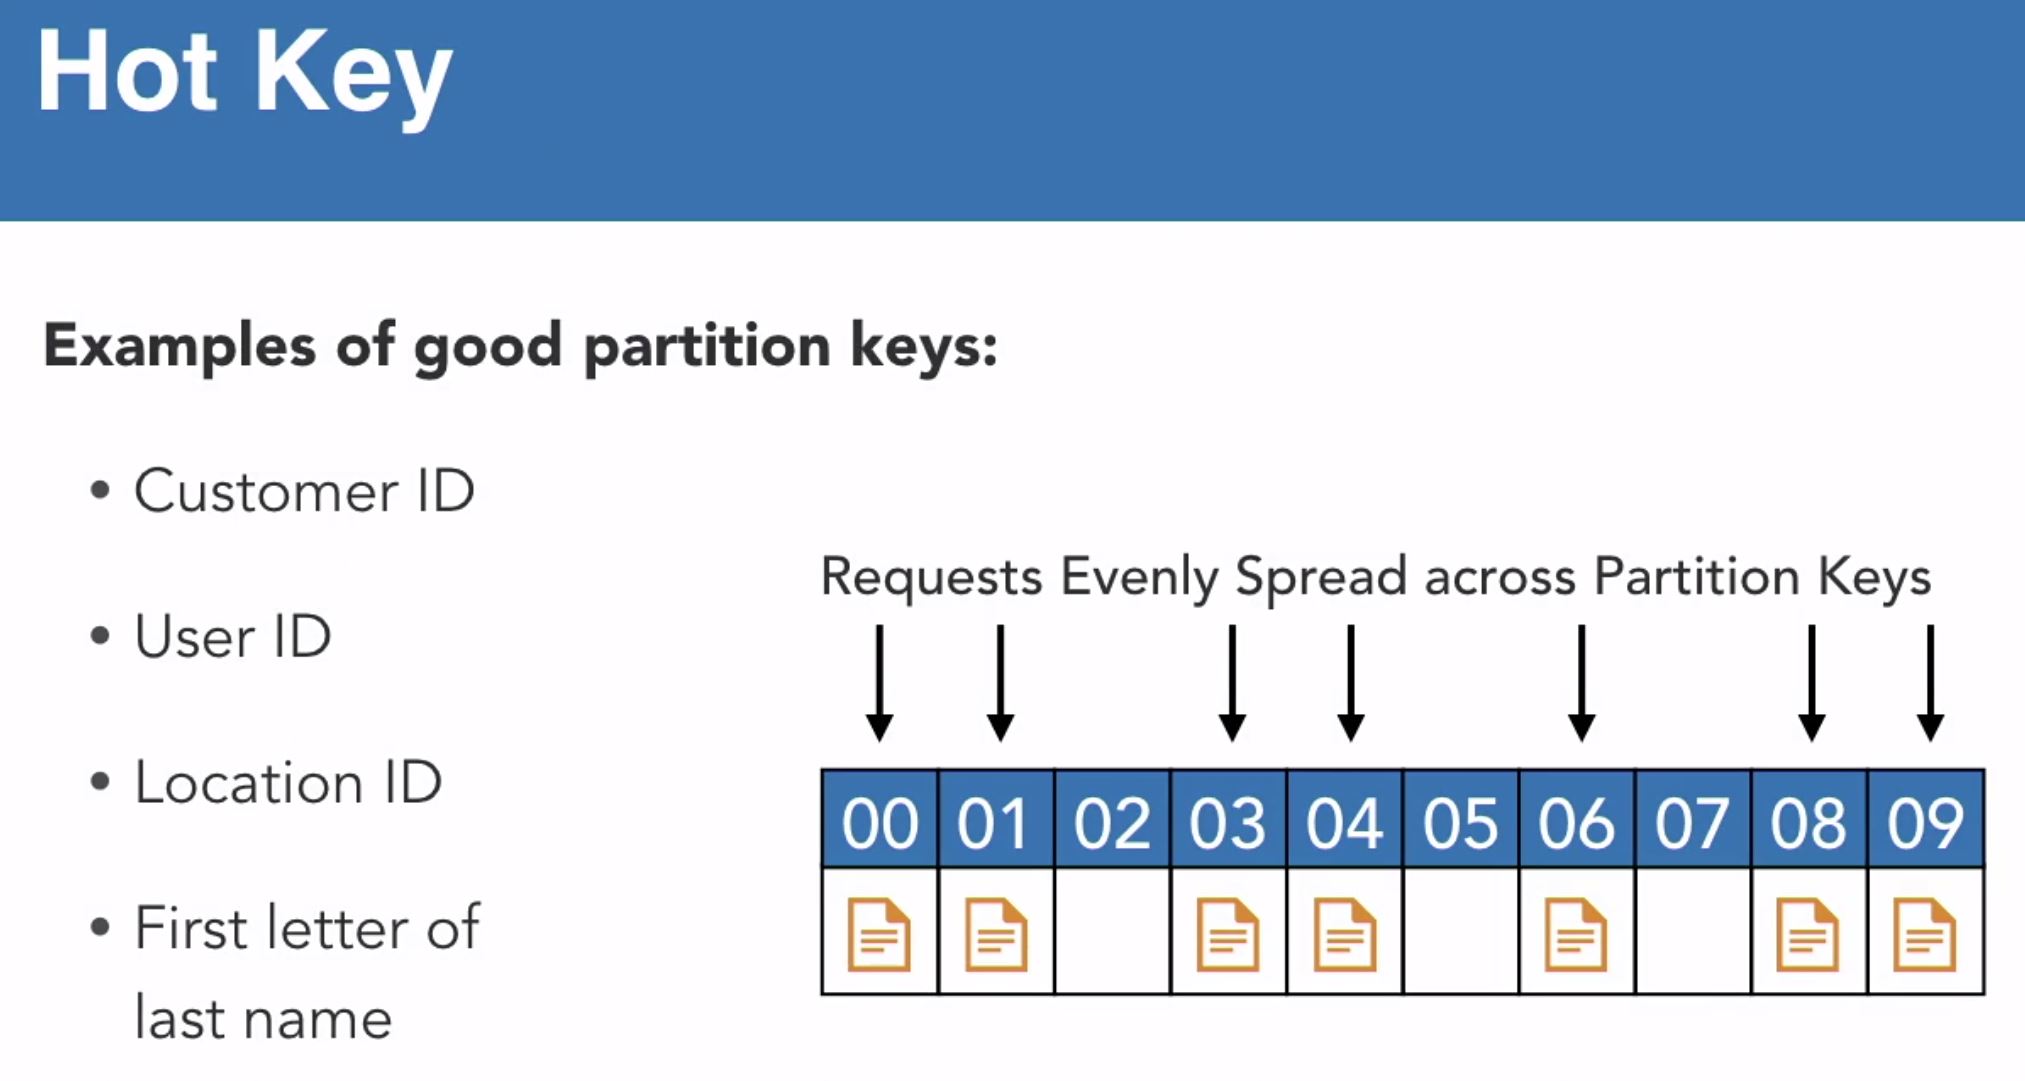 Hot Key
Examples of good partition keys:
• Customer ID
• User ID
• Location ID
• First letter of
last name
Requests Evenly Spread across Partition Keys
00 01 02 03 04 05 06 07 08 09